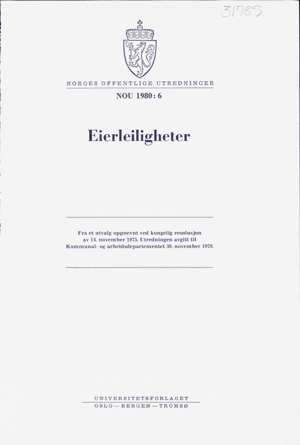 31789
NORGES OFFENTLIGE UTREDNINGER
NOU 1980: 6
Eierleiligheter
Fra et utvalg oppnevnt ved kongelig resolusjon
av 14. november 1975. Utredningen avgitt til
Kommunal- og arbeidsdepartementet 30. november 1979.
UNIVERSITETSFORLAGET
OSLO — BERGEN — TROMSØ